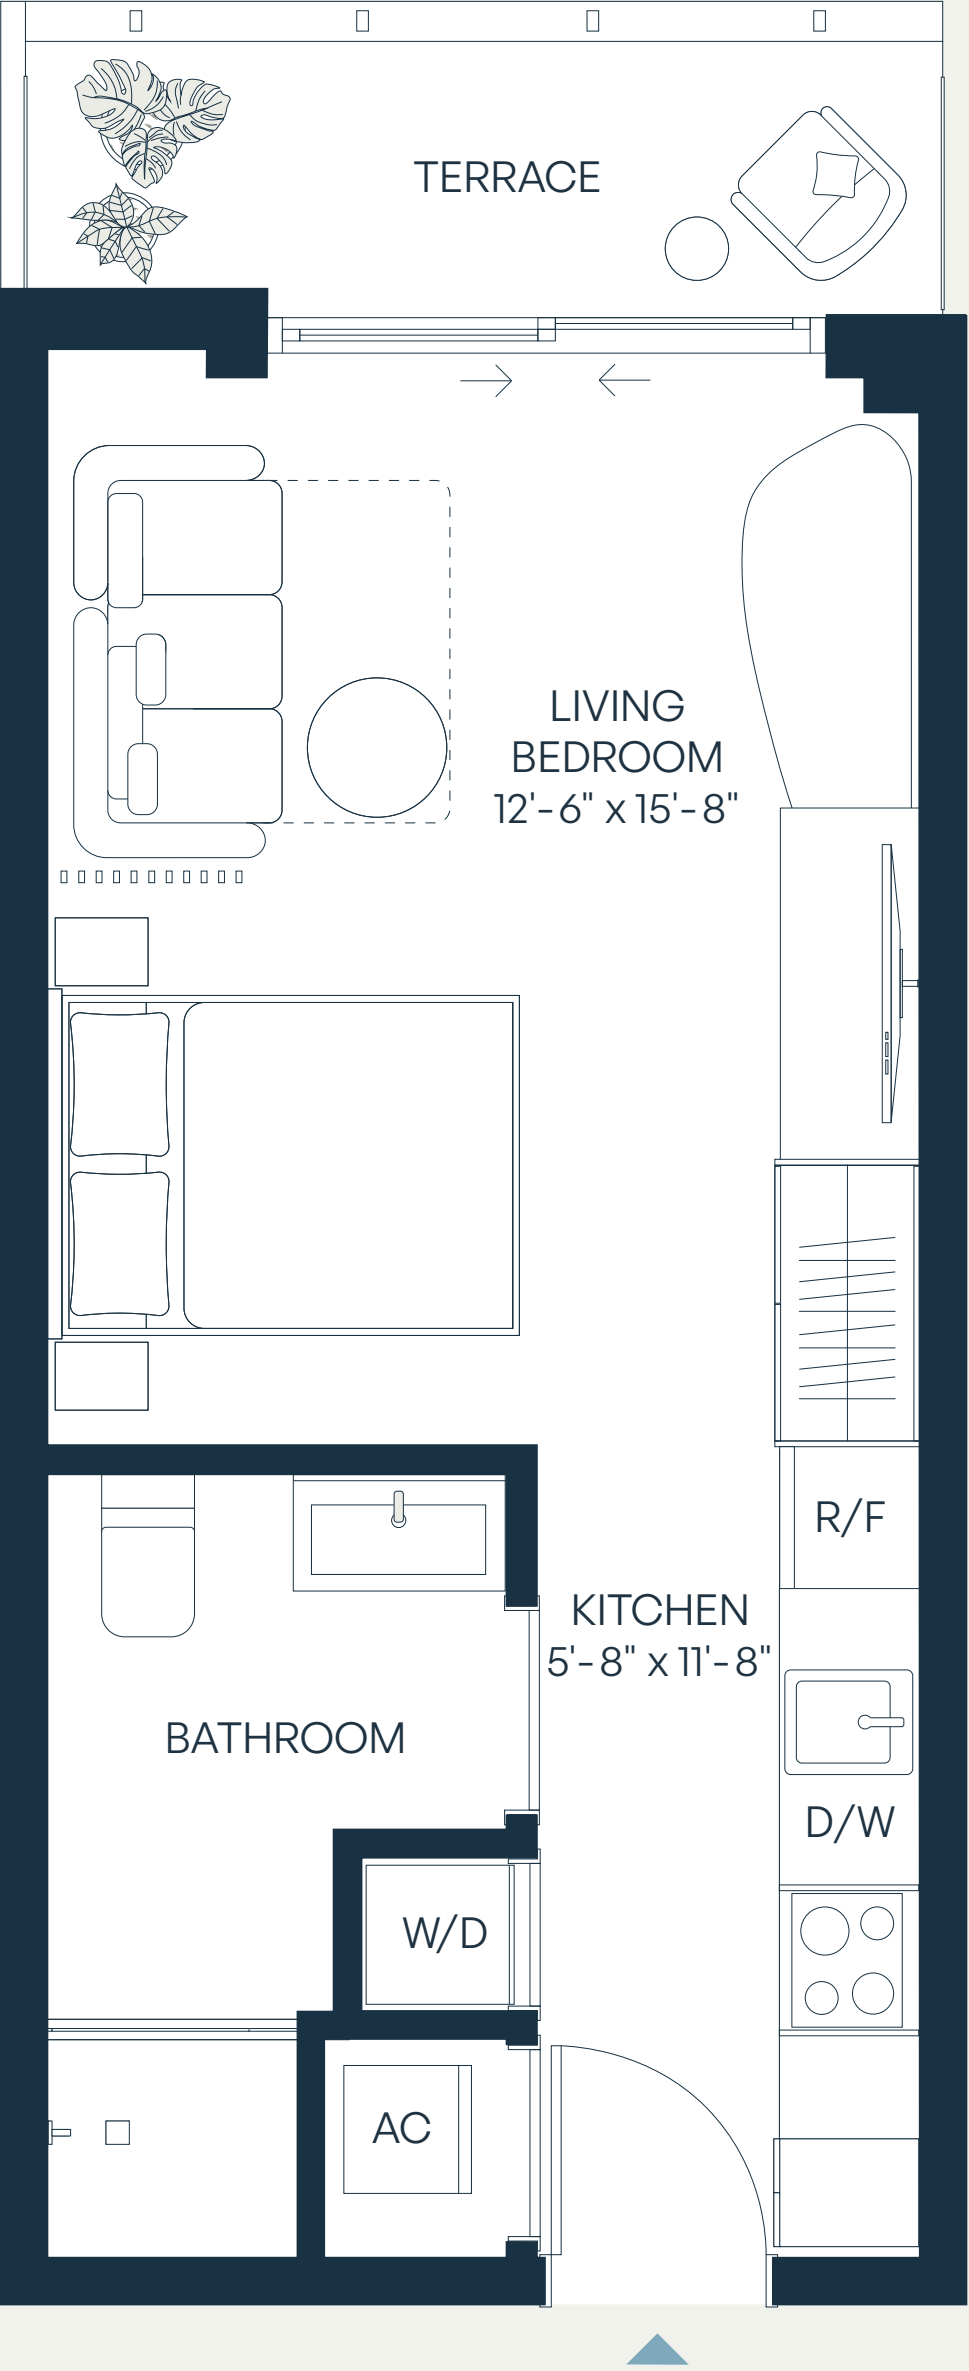 TERRACE
LIVING
BEDROOM
12'-6" x 15'-8"
R/F
KITCHEN
5'-8" x 11'-8"
BATHROOM
D/W
W/D
AC